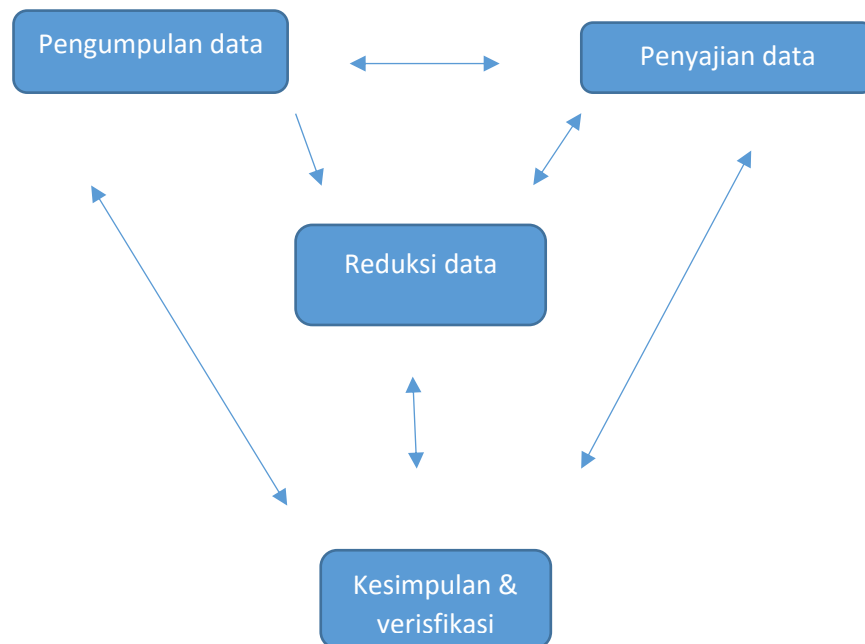 Pengumpulan data
Penyajian data
Reduksi data
Kesimpulan &
verisfikasi